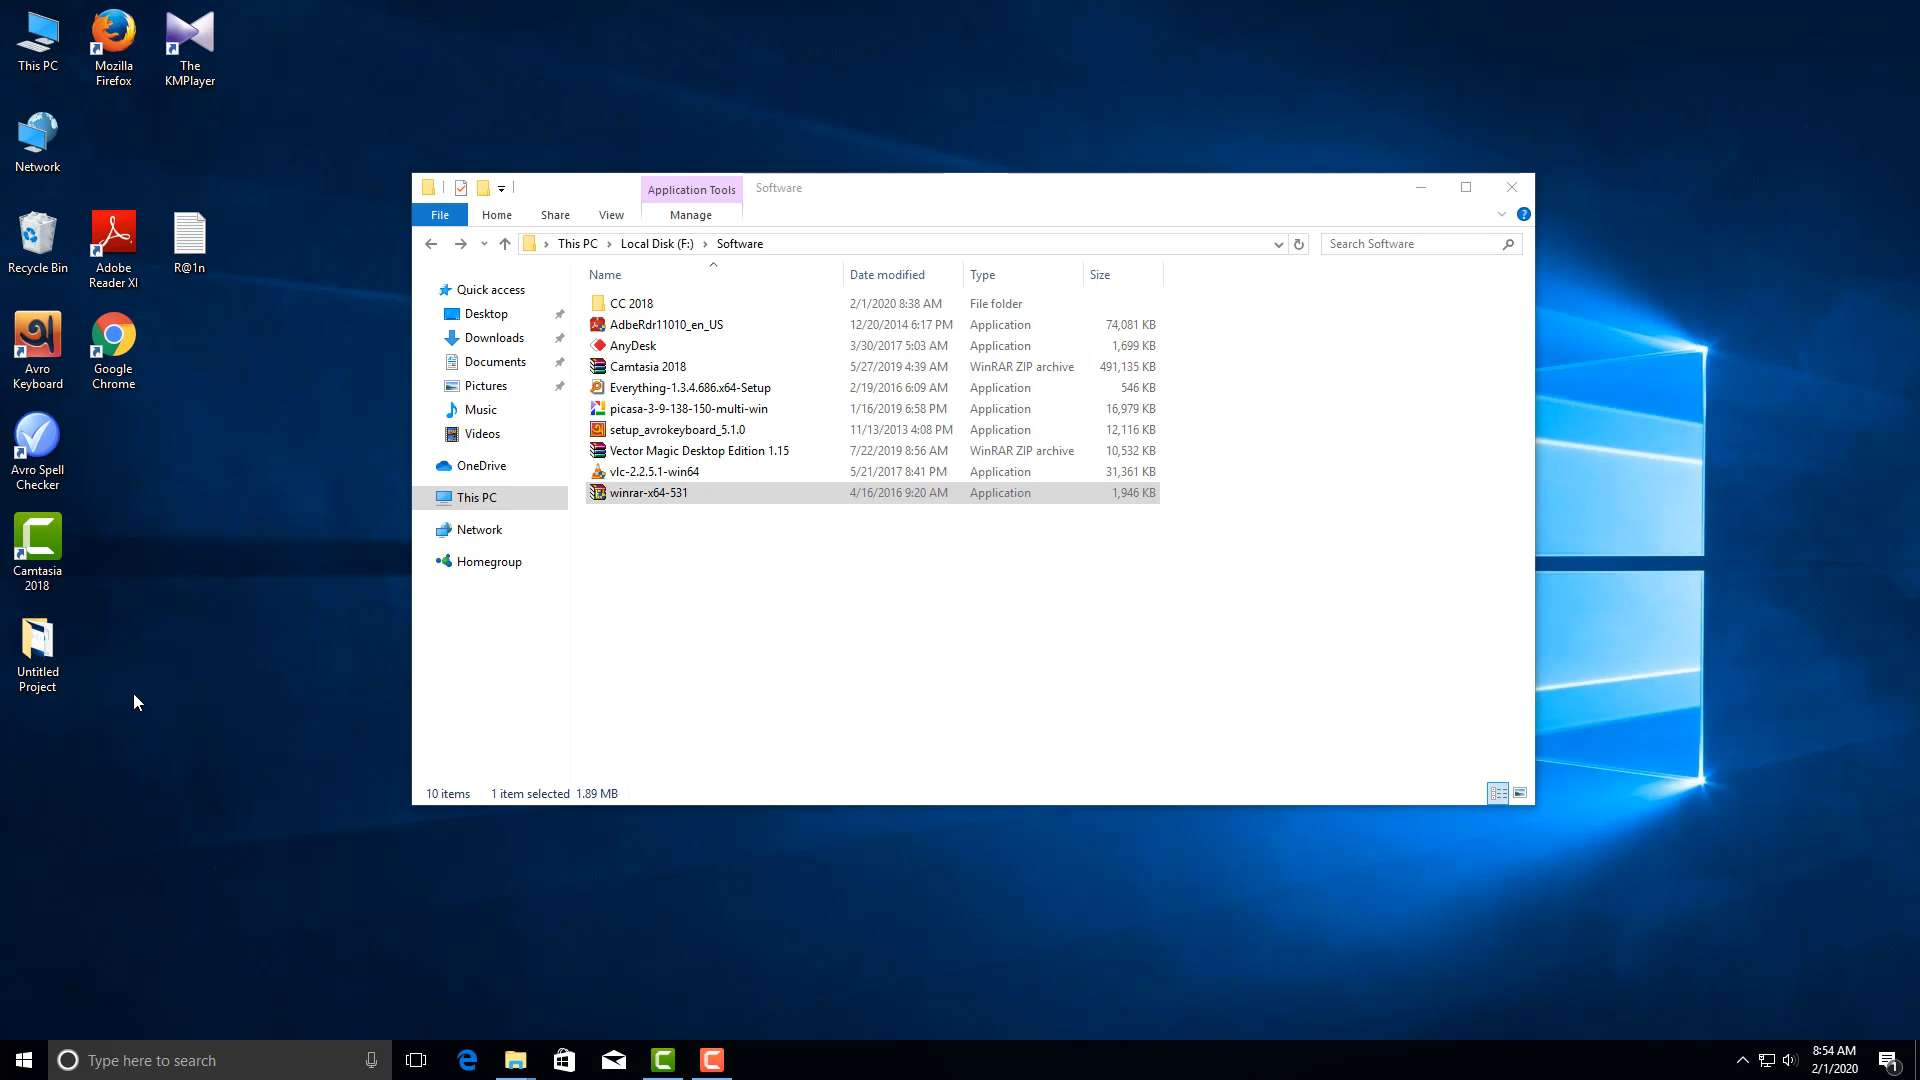 This PC
Mozilla
Firefox
The
KMPlayer
Network
Recycle Bin
Adobe
Reader XI
R@1n
Avro
Keyboard
Google
Chrome
Avro Spell
Checker
Camtasia
2018
Untitled
Project
Application Tools
Software
File
Home
Share
View
Manage
This PC
Local Disk (F:)
Software
Search Software
Name
Date modified
Type
Size
Quick access
Desktop
Downloads
Documents
Pictures
Music
Videos
OneDrive
This PC
Network
Homegroup
CC 2018 2/1/2020 8:38 AM File folder
AdbeRdr11010_en_US 12/20/2014 6:17 PM Application 74,081 KB
AnyDesk 3/30/2017 5:03 AM Application 1,699 KB
Camtasia 2018 5/27/2019 4:39 AM WinRAR ZIP archive 491,135 KB
Everything-1.3.4.686.x64-Setup 2/19/2016 6:09 AM Application 546 KB
picasa-3-9-138-150-multi-win 1/16/2019 6:58 PM Application 16,979 KB
setup_avrokeyboard_5.1.0 11/13/2013 4:08 PM Application 12,116 KB
Vector Magic Desktop Edition 1.15 7/22/2019 8:56 AM WinRAR ZIP archive 10,532 KB
vlc-2.2.5.1-win64 5/21/2017 8:41 PM Application 31,361 KB
winrar-x64-531 4/16/2016 9:20 AM Application 1,946 KB
10 items 1 item selected 1.89 MB
Type here to search
8:54 AM
2/1/2020
1